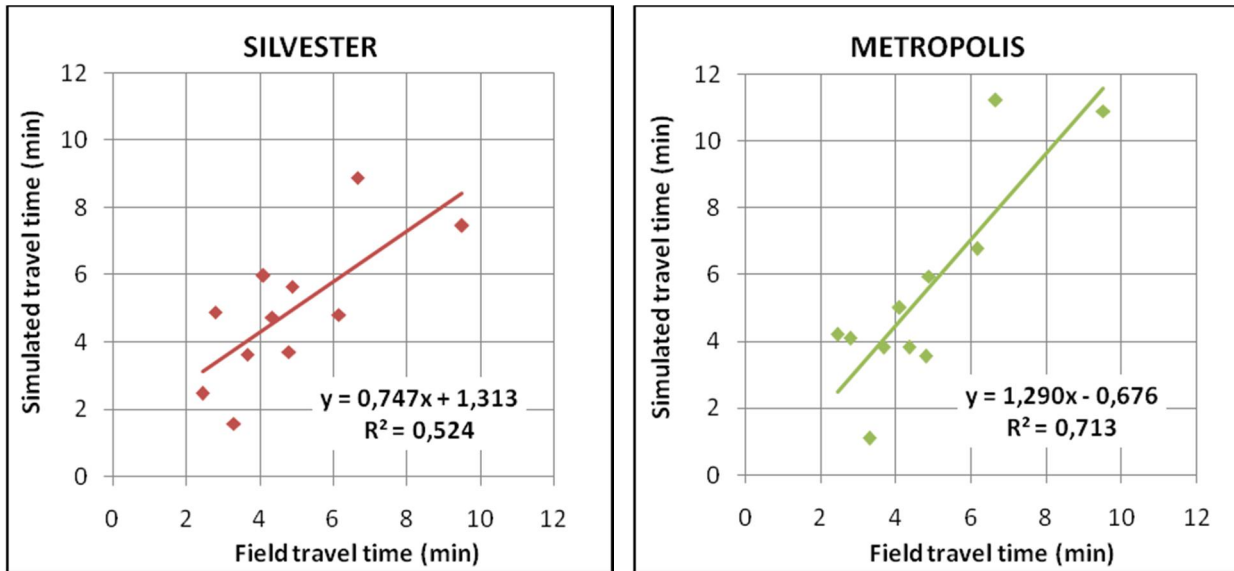 SILVESTER
Simulated travel time (min)
12
10
8
6
4
2
0
y = 0,747x + 1,313
R² = 0,524
0 2 4 6 8 10 12
Field travel time (min)
METROPOLIS
Simulated travel time (min)
12
10
8
6
4
2
0
y = 1,290x - 0,676
R² = 0,713
0 2 4 6 8 10 12
Field travel time (min)